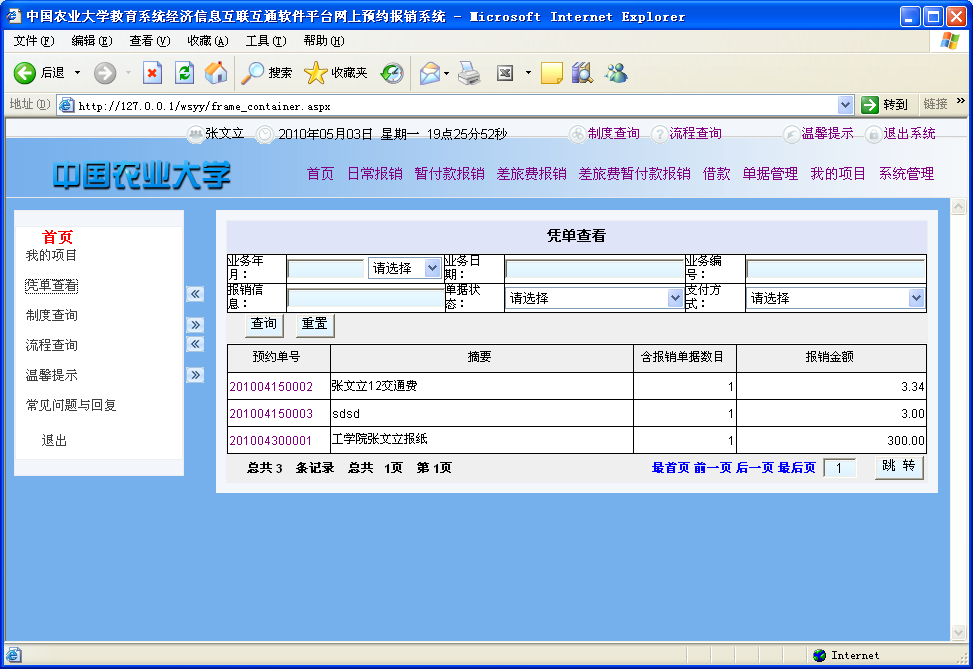 中国农业大学教育系统经济信息互联互通软件平台网上预约报销系统 - Microsoft Internet Explorer
文件(F) 编辑(E) 查看(V) 收藏(A) 工具(T) 帮助(H)
后退 搜索 收藏夹
地址(D) http://127.0.0.1/wsyy/frame_container.aspx 转到 链接 »
张文立 2010年05月03日 星期一 19点25分52秒 制度查询 流程查询 温馨提示 退出系统
中国农业大学 首页 日常报销 暂付款报销 差旅费报销 差旅费暂付款报销 借款 单据管理 我的项目 系统管理
首页
我的项目
凭单查看
制度查询
流程查询
温馨提示
常见问题与回复
退出
«
»
«
»
凭单查看
业务年月： 请选择 业务日期： 业务编号：
报销信息： 单据状态： 请选择 支付方式： 请选择
查询 重置
预约单号 摘要 含报销单据数目 报销金额
201004150002 张文立12交通费 1 3.34
201004150003 sdsd 1 3.00
201004300001 工学院张文立报纸 1 300.00
总共 3 条记录 总共 1页 第 1页 最首页 前一页 后一页 最后页 1 跳 转
Internet